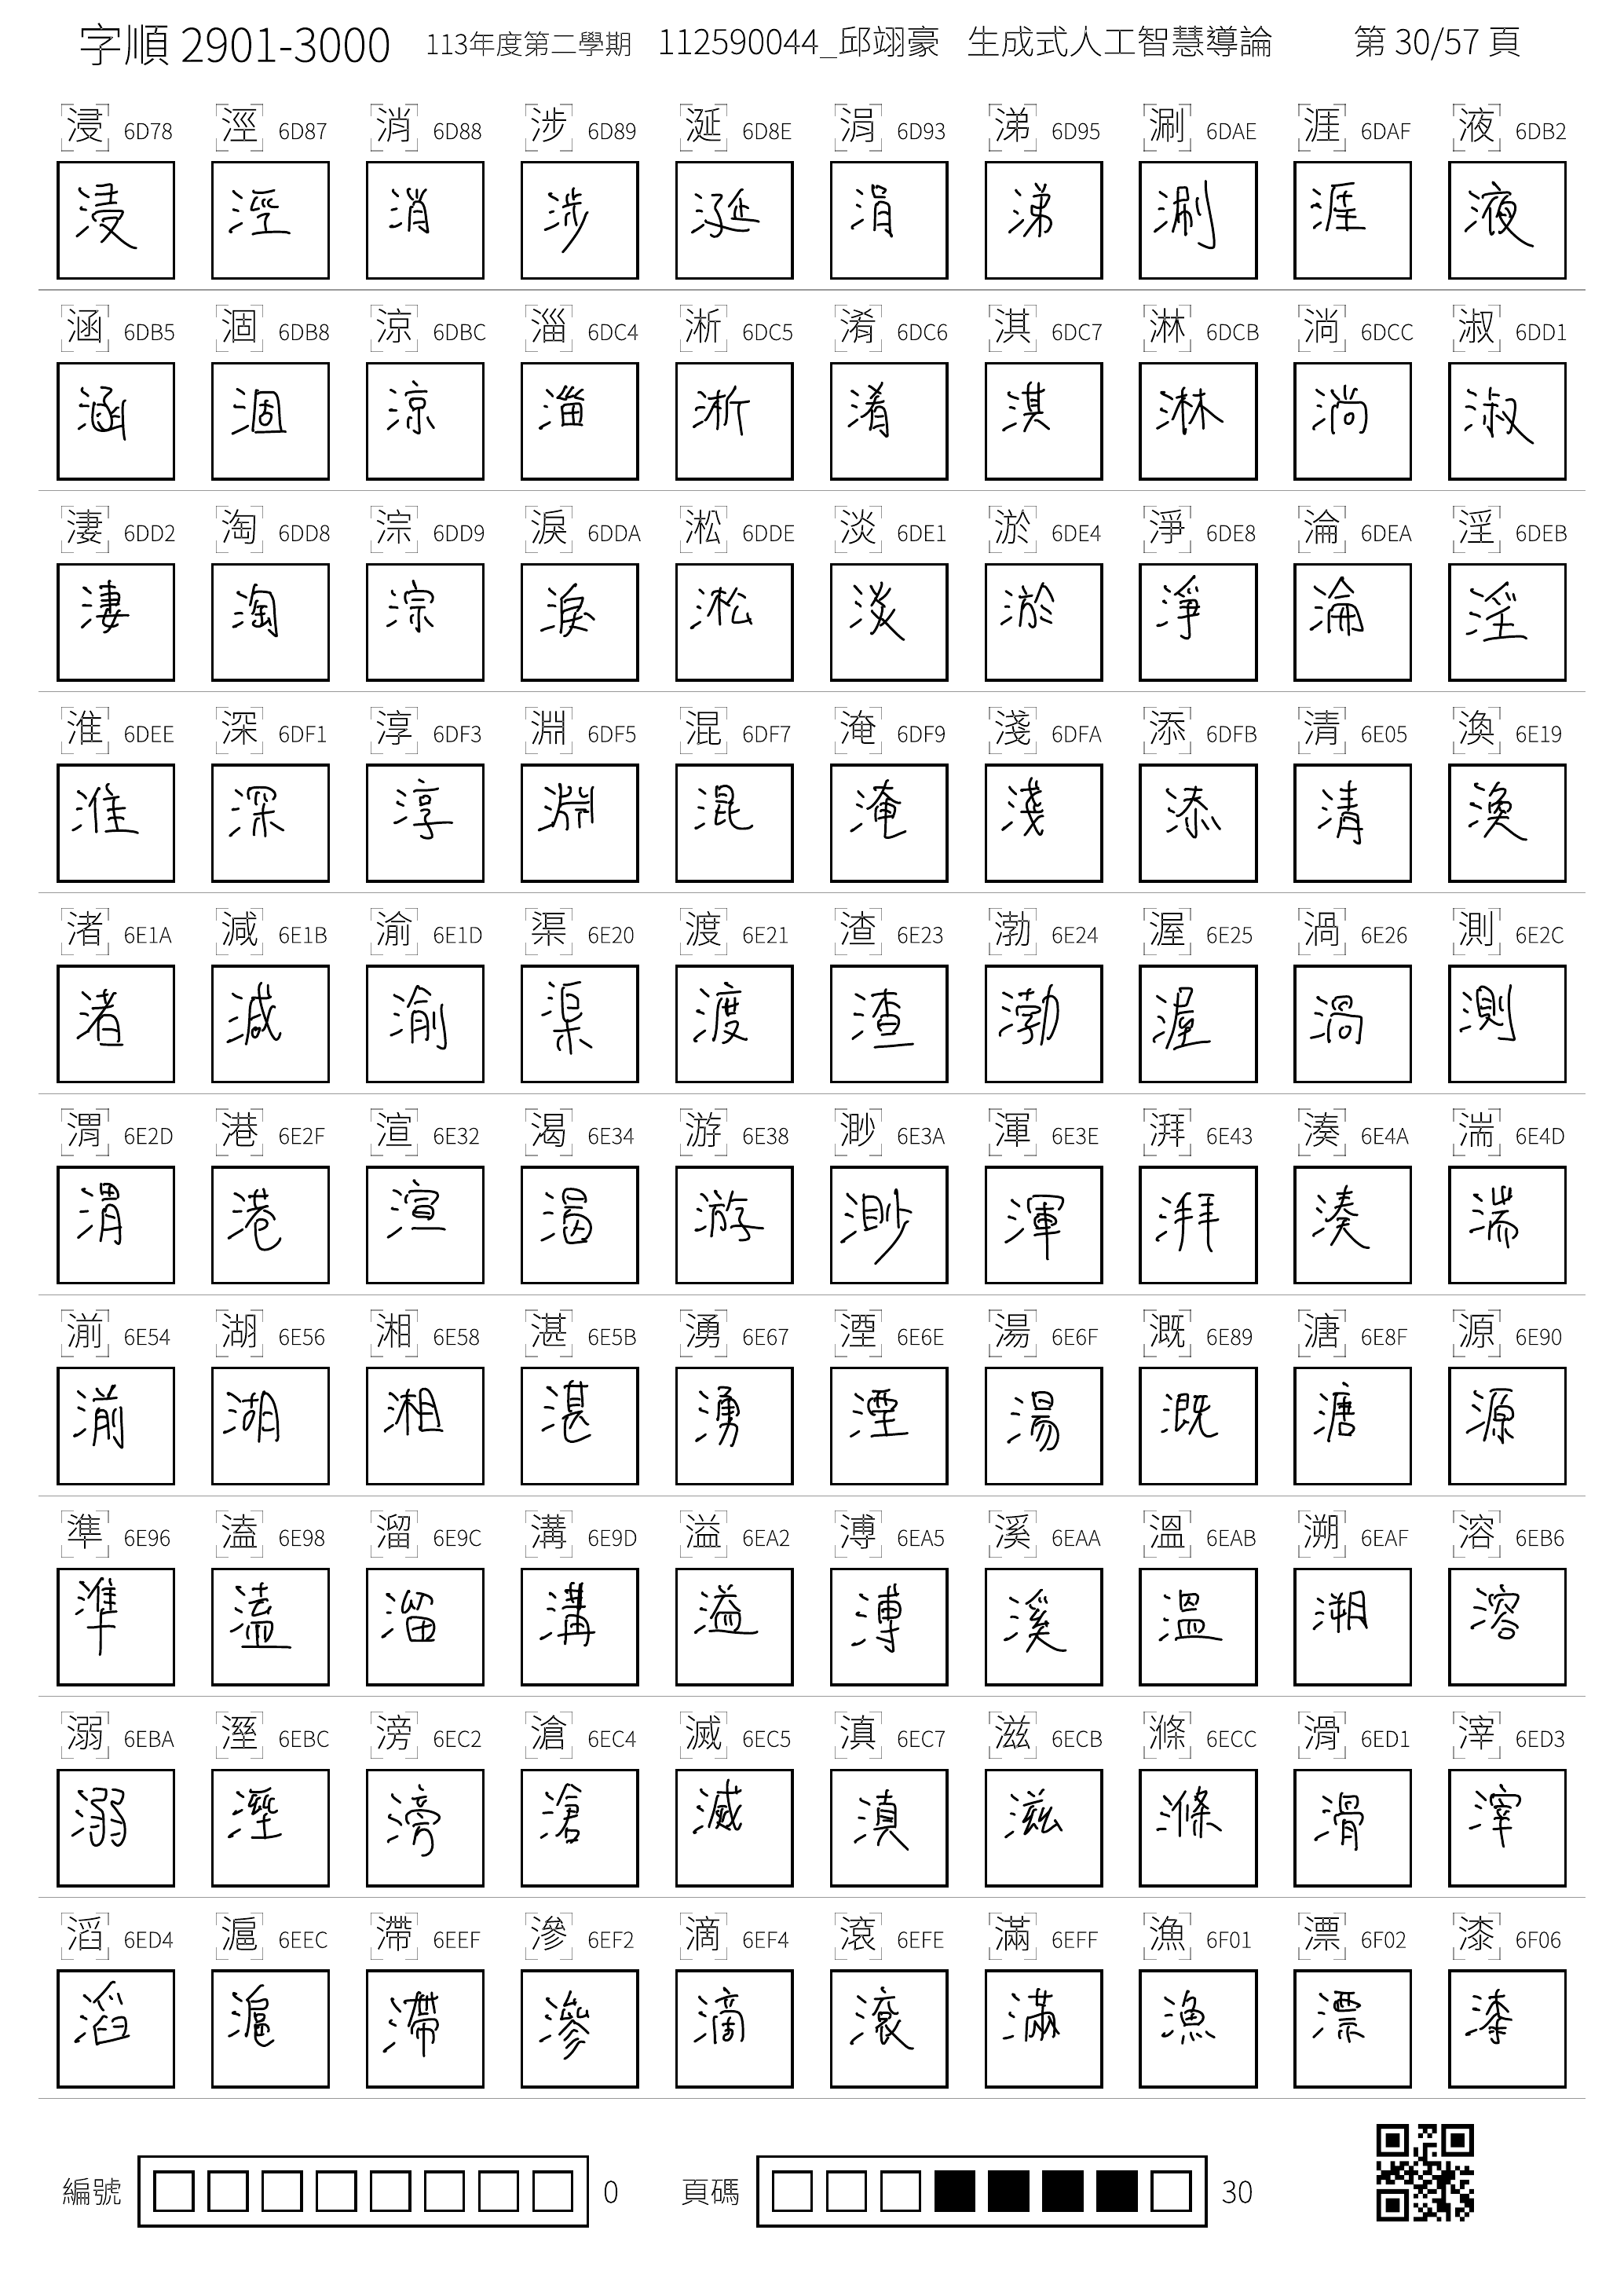 字順 2901-3000 113年度第二學期 112590044_邱翊豪 生成式人工智慧導論 第 30/57 頁
浸 6D78 涇 6D87 消 6D88 涉 6D89 涎 6D8E 涓 6D93 涕 6D95 涮 6DAE 涯 6DAF 液 6DB2
浸 涇 消 涉 涎 涓 涕 涮 涯 液
涵 6DB5 涸 6DB8 涼 6DBC 淄 6DC4 淅 6DC5 淆 6DC6 淇 6DC7 淋 6DCB 淌 6DCC 淑 6DD1
涵 涸 涼 淄 淅 淆 淇 淋 淌 淑
淒 6DD2 淘 6DD8 淙 6DD9 淚 6DDA 淞 6DDE 淡 6DE1 淤 6DE4 淨 6DE8 淪 6DEA 淫 6DEB
淒 淘 淙 淚 淞 淡 淤 淨 淪 淫
淮 6DEE 深 6DF1 淳 6DF3 淵 6DF5 混 6DF7 淹 6DF9 淺 6DFA 添 6DFB 清 6E05 渙 6E19
淮 深 淳 淵 混 淹 淺 添 清 渙
渚 6E1A 減 6E1B 渝 6E1D 渠 6E20 渡 6E21 渣 6E23 渤 6E24 渥 6E25 渦 6E26 測 6E2C
渚 減 渝 渠 渡 渣 渤 渥 渦 測
渭 6E2D 港 6E2F 渲 6E32 渴 6E34 游 6E38 渺 6E3A 渾 6E3E 湃 6E43 湊 6E4A 湍 6E4D
渭 港 渲 渴 游 渺 渾 湃 湊 湍
湔 6E54 湖 6E56 湘 6E58 湛 6E5B 湧 6E67 湮 6E6E 湯 6E6F 溉 6E89 溏 6E8F 源 6E90
湔 湖 湘 湛 湧 湮 湯 溉 溏 源
準 6E96 溘 6E98 溜 6E9C 溝 6E9D 溢 6EA2 溥 6EA5 溪 6EAA 溫 6EAB 溯 6EAF 溶 6EB6
準 溘 溜 溝 溢 溥 溪 溫 溯 溶
溺 6EBA 溼 6EBC 滂 6EC2 滄 6EC4 滅 6EC5 滇 6EC7 滋 6ECB 滌 6ECC 滑 6ED1 滓 6ED3
溺 溼 滂 滄 滅 滇 滋 滌 滑 滓
滔 6ED4 滬 6EEC 滯 6EEF 滲 6EF2 滴 6EF4 滾 6EFE 滿 6EFF 漁 6F01 漂 6F02 漆 6F06
滔 滬 滯 滲 滴 滾 滿 漁 漂 漆
編號 0 頁碼 30